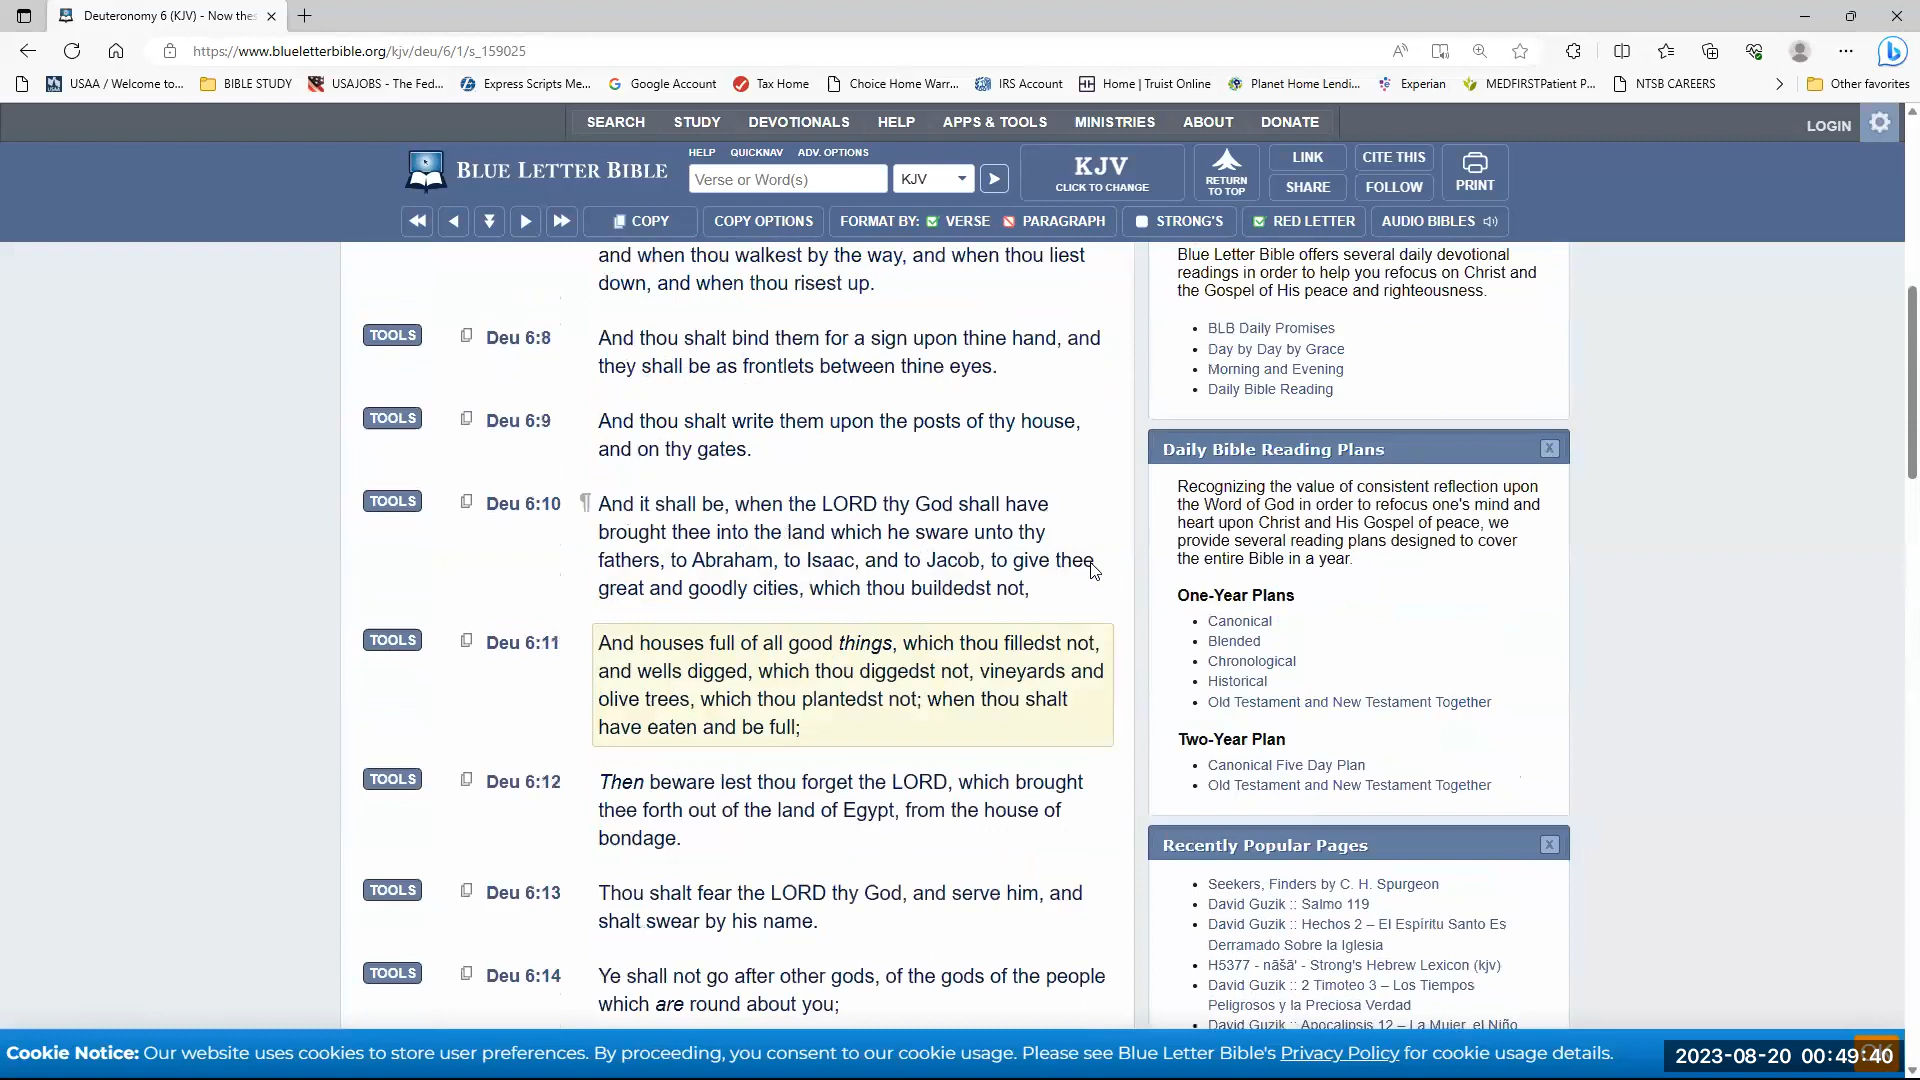 Deuteronomy 6 (KJV) - Now thes
https://www.blueletterbible.org/kjv/deu/6/1/s_159025
USAA / Welcome to...
BIBLE STUDY
USAJOBS - The Fed...
Express Scripts Me...
Google Account
Tax Home
Choice Home Warr...
IRS Account
Home | Truist Online
Planet Home Lendi...
Experian
MEDFIRSTPatient P...
NTSB CAREERS
Other favorites
SEARCH
STUDY
DEVOTIONALS
HELP
APPS & TOOLS
MINISTRIES
ABOUT
DONATE
LOGIN
BLUE LETTER BIBLE
HELP
QUICKNAV
ADV. OPTIONS
Verse or Word(s)
KJV
KJV
CLICK TO CHANGE
RETURN
TO TOP
LINK
CITE THIS
SHARE
FOLLOW
PRINT
COPY
COPY OPTIONS
FORMAT BY: VERSE PARAGRAPH
STRONG'S
RED LETTER
AUDIO BIBLES
and when thou walkest by the way, and when thou liest
down, and when thou risest up.
TOOLS
Deu 6:8
And thou shalt bind them for a sign upon thine hand, and
they shall be as frontlets between thine eyes.
TOOLS
Deu 6:9
And thou shalt write them upon the posts of thy house,
and on thy gates.
TOOLS
Deu 6:10
¶ And it shall be, when the LORD thy God shall have
brought thee into the land which he sware unto thy
fathers, to Abraham, to Isaac, and to Jacob, to give thee
great and goodly cities, which thou buildedst not,
TOOLS
Deu 6:11
And houses full of all good things, which thou filledst not,
and wells digged, which thou diggedst not, vineyards and
olive trees, which thou plantedst not; when thou shalt
have eaten and be full;
TOOLS
Deu 6:12
Then beware lest thou forget the LORD, which brought
thee forth out of the land of Egypt, from the house of
bondage.
TOOLS
Deu 6:13
Thou shalt fear the LORD thy God, and serve him, and
shalt swear by his name.
TOOLS
Deu 6:14
Ye shall not go after other gods, of the gods of the people
which are round about you;
Blue Letter Bible offers several daily devotional
readings in order to help you refocus on Christ and
the Gospel of His peace and righteousness.
BLB Daily Promises
Day by Day by Grace
Morning and Evening
Daily Bible Reading
Daily Bible Reading Plans
X
Recognizing the value of consistent reflection upon
the Word of God in order to refocus one's mind and
heart upon Christ and His Gospel of peace, we
provide several reading plans designed to cover
the entire Bible in a year.
One-Year Plans
Canonical
Blended
Chronological
Historical
Old Testament and New Testament Together
Two-Year Plan
Canonical Five Day Plan
Old Testament and New Testament Together
Recently Popular Pages
X
Seekers, Finders by C. H. Spurgeon
David Guzik :: Salmo 119
David Guzik :: Hechos 2 – El Espíritu Santo Es
Derramado Sobre la Iglesia
H5377 - nāšā' - Strong's Hebrew Lexicon (kjv)
David Guzik :: 2 Timoteo 3 – Los Tiempos
Peligrosos y la Preciosa Verdad
David Guzik :: Apocalipsis 12 – La Mujer, el Niño
Cookie Notice: Our website uses cookies to store user preferences. By proceeding, you consent to our cookie usage. Please see Blue Letter Bible's Privacy Policy for cookie usage details.
2023-08-20 00:49:40